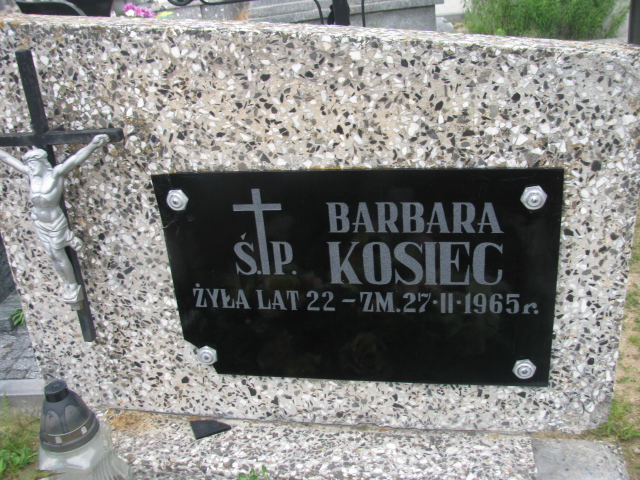 BARBARA
Ś.P. KOSIEC
ŻYŁA LAT 22 – ZM. 27·II·1965 r.